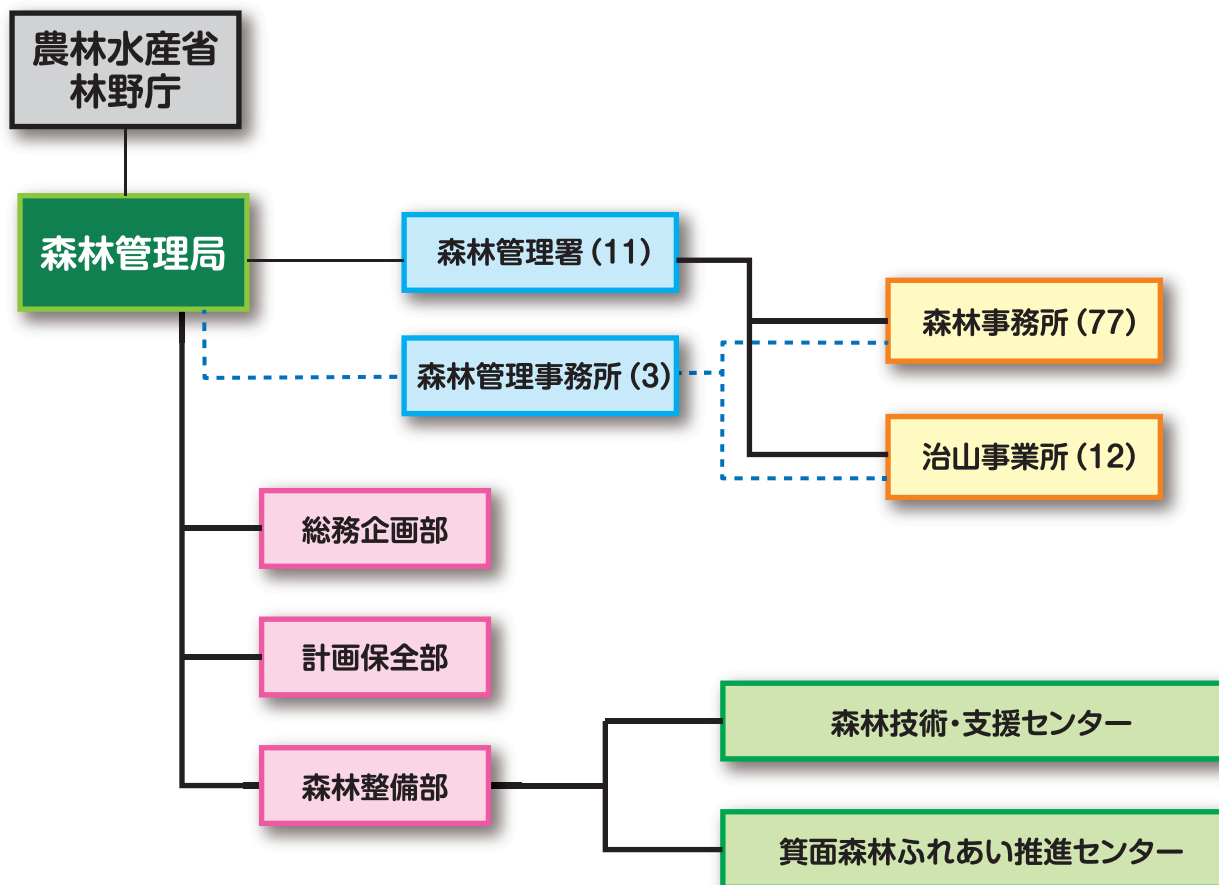 農林水産省
林野庁
森林管理局
森林管理署(11)
森林管理事務所(3)
森林事務所(77)
治山事業所(12)
総務企画部
計画保全部
森林整備部
森林技術・支援センター
箕面森林ふれあい推進センター